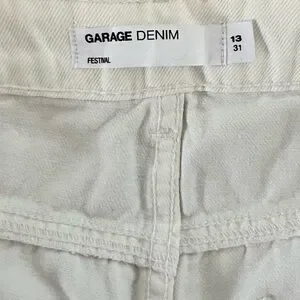 GARAGE DENIM
FESTIVAL
13
31